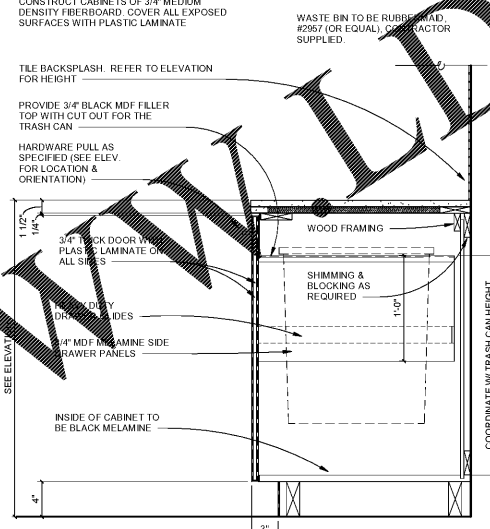 CONSTRUCT CABINETS OF 3/4" MEDIUM
DENSITY FIBERBOARD. COVER ALL EXPOSED
SURFACES WITH PLASTIC LAMINATE
WASTE BIN TO BE RUBBERMAID,
#2957 (OR EQUAL), CONTRACTOR
SUPPLIED.
TILE BACKSPLASH. REFER TO ELEVATION
FOR HEIGHT
PROVIDE 3/4" BLACK MDF FILLER
TOP WITH CUT OUT FOR THE
TRASH CAN
HARDWARE PULL AS
SPECIFIED (SEE ELEV.
FOR LOCATION &
ORIENTATION)
1 1/2"
1/4"
WOOD FRAMING
3/4" THICK DOOR WITH
PLASTIC LAMINATE ON
ALL SIDES
SHIMMING &
BLOCKING AS
REQUIRED
1'-0"
HEAVY DUTY
DRAWER SLIDES
3/4" MDF MELAMINE SIDE
DRAWER PANELS
SEE ELEVATION
COORDINATE W/ TRASH CAN HEIGHT
INSIDE OF CABINET TO
BE BLACK MELAMINE
4"
3"
WWW